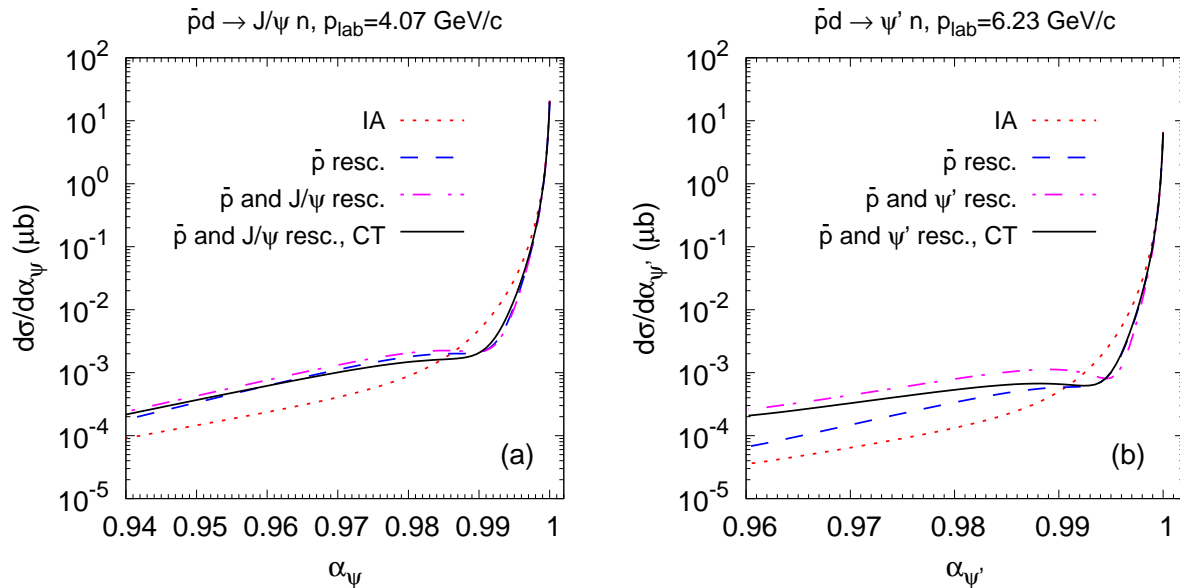 p̄d → J/ψ n, p_lab=4.07 GeV/c
dσ/dα_ψ (μb)
10^2
10^1
10^0
10^-1
10^-2
10^-3
10^-4
10^-5
IA
p̄ resc.
p̄ and J/ψ resc.
p̄ and J/ψ resc., CT
(a)
0.94 0.95 0.96 0.97 0.98 0.99 1
α_ψ
p̄d → ψ’ n, p_lab=6.23 GeV/c
dσ/dα_ψ’ (μb)
10^2
10^1
10^0
10^-1
10^-2
10^-3
10^-4
10^-5
IA
p̄ resc.
p̄ and ψ’ resc.
p̄ and ψ’ resc., CT
(b)
0.96 0.97 0.98 0.99 1
α_ψ’